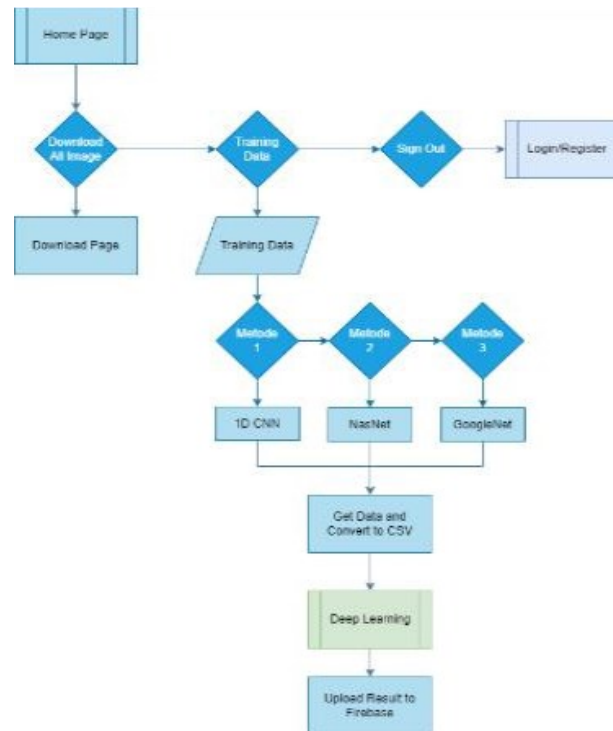 Home Page
Download
All Image
Training
Data
Sign Out
Login/Register
Download Page
Training Data
Metode
1
Metode
2
Metode
3
1D CNN
NasNet
GoogleNet
Get Data and
Convert to CSV
Deep Learning
Upload Result to
Firebase